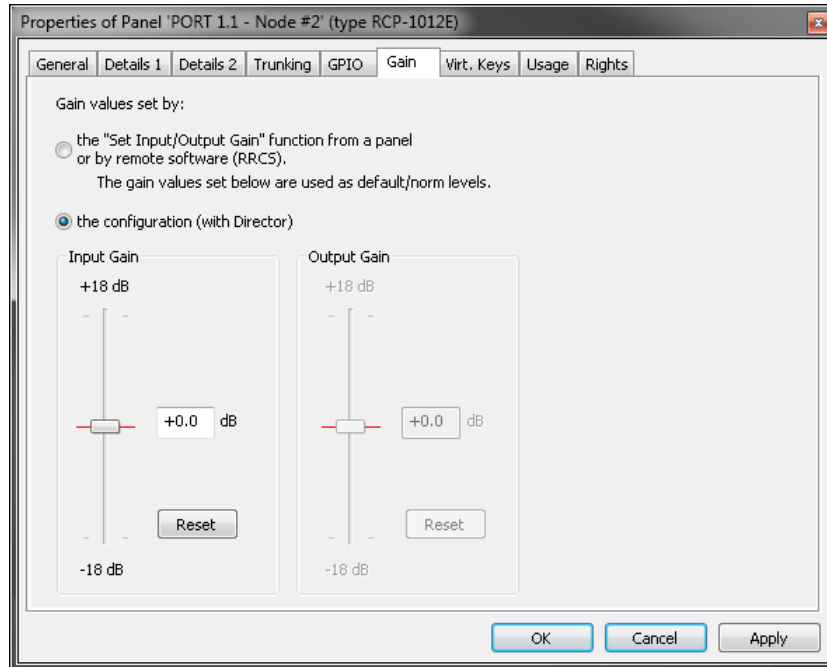 Properties of Panel 'PORT 1.1 - Node #2' (type RCP-1012E)
General Details 1 Details 2 Trunking GPIO Gain Virt. Keys Usage Rights
Gain values set by:
the "Set Input/Output Gain" function from a panel
or by remote software (RRCS).
The gain values set below are used as default/norm levels.
the configuration (with Director)
Input Gain
+18 dB
+0.0 dB
Reset
-18 dB
Output Gain
+18 dB
+0.0 dB
Reset
-18 dB
OK Cancel Apply